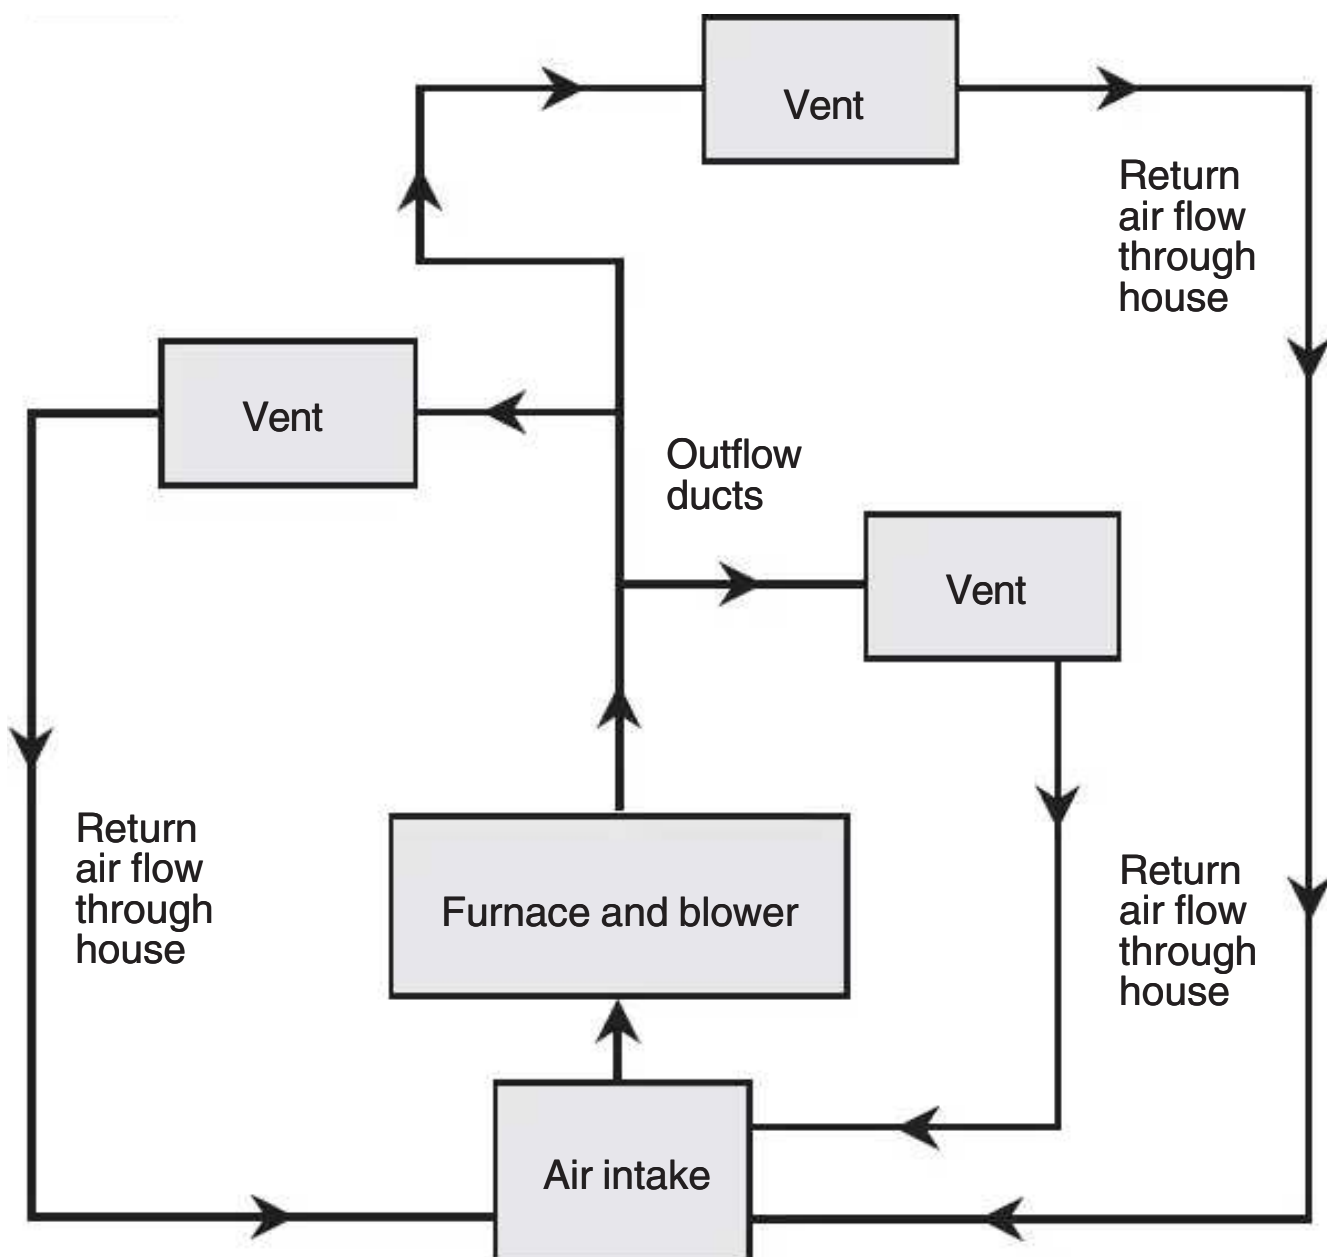 Vent
Return
air flow
through
house
Vent
Outflow
ducts
Vent
Return
air flow
through
house
Furnace and blower
Return
air flow
through
house
Air intake